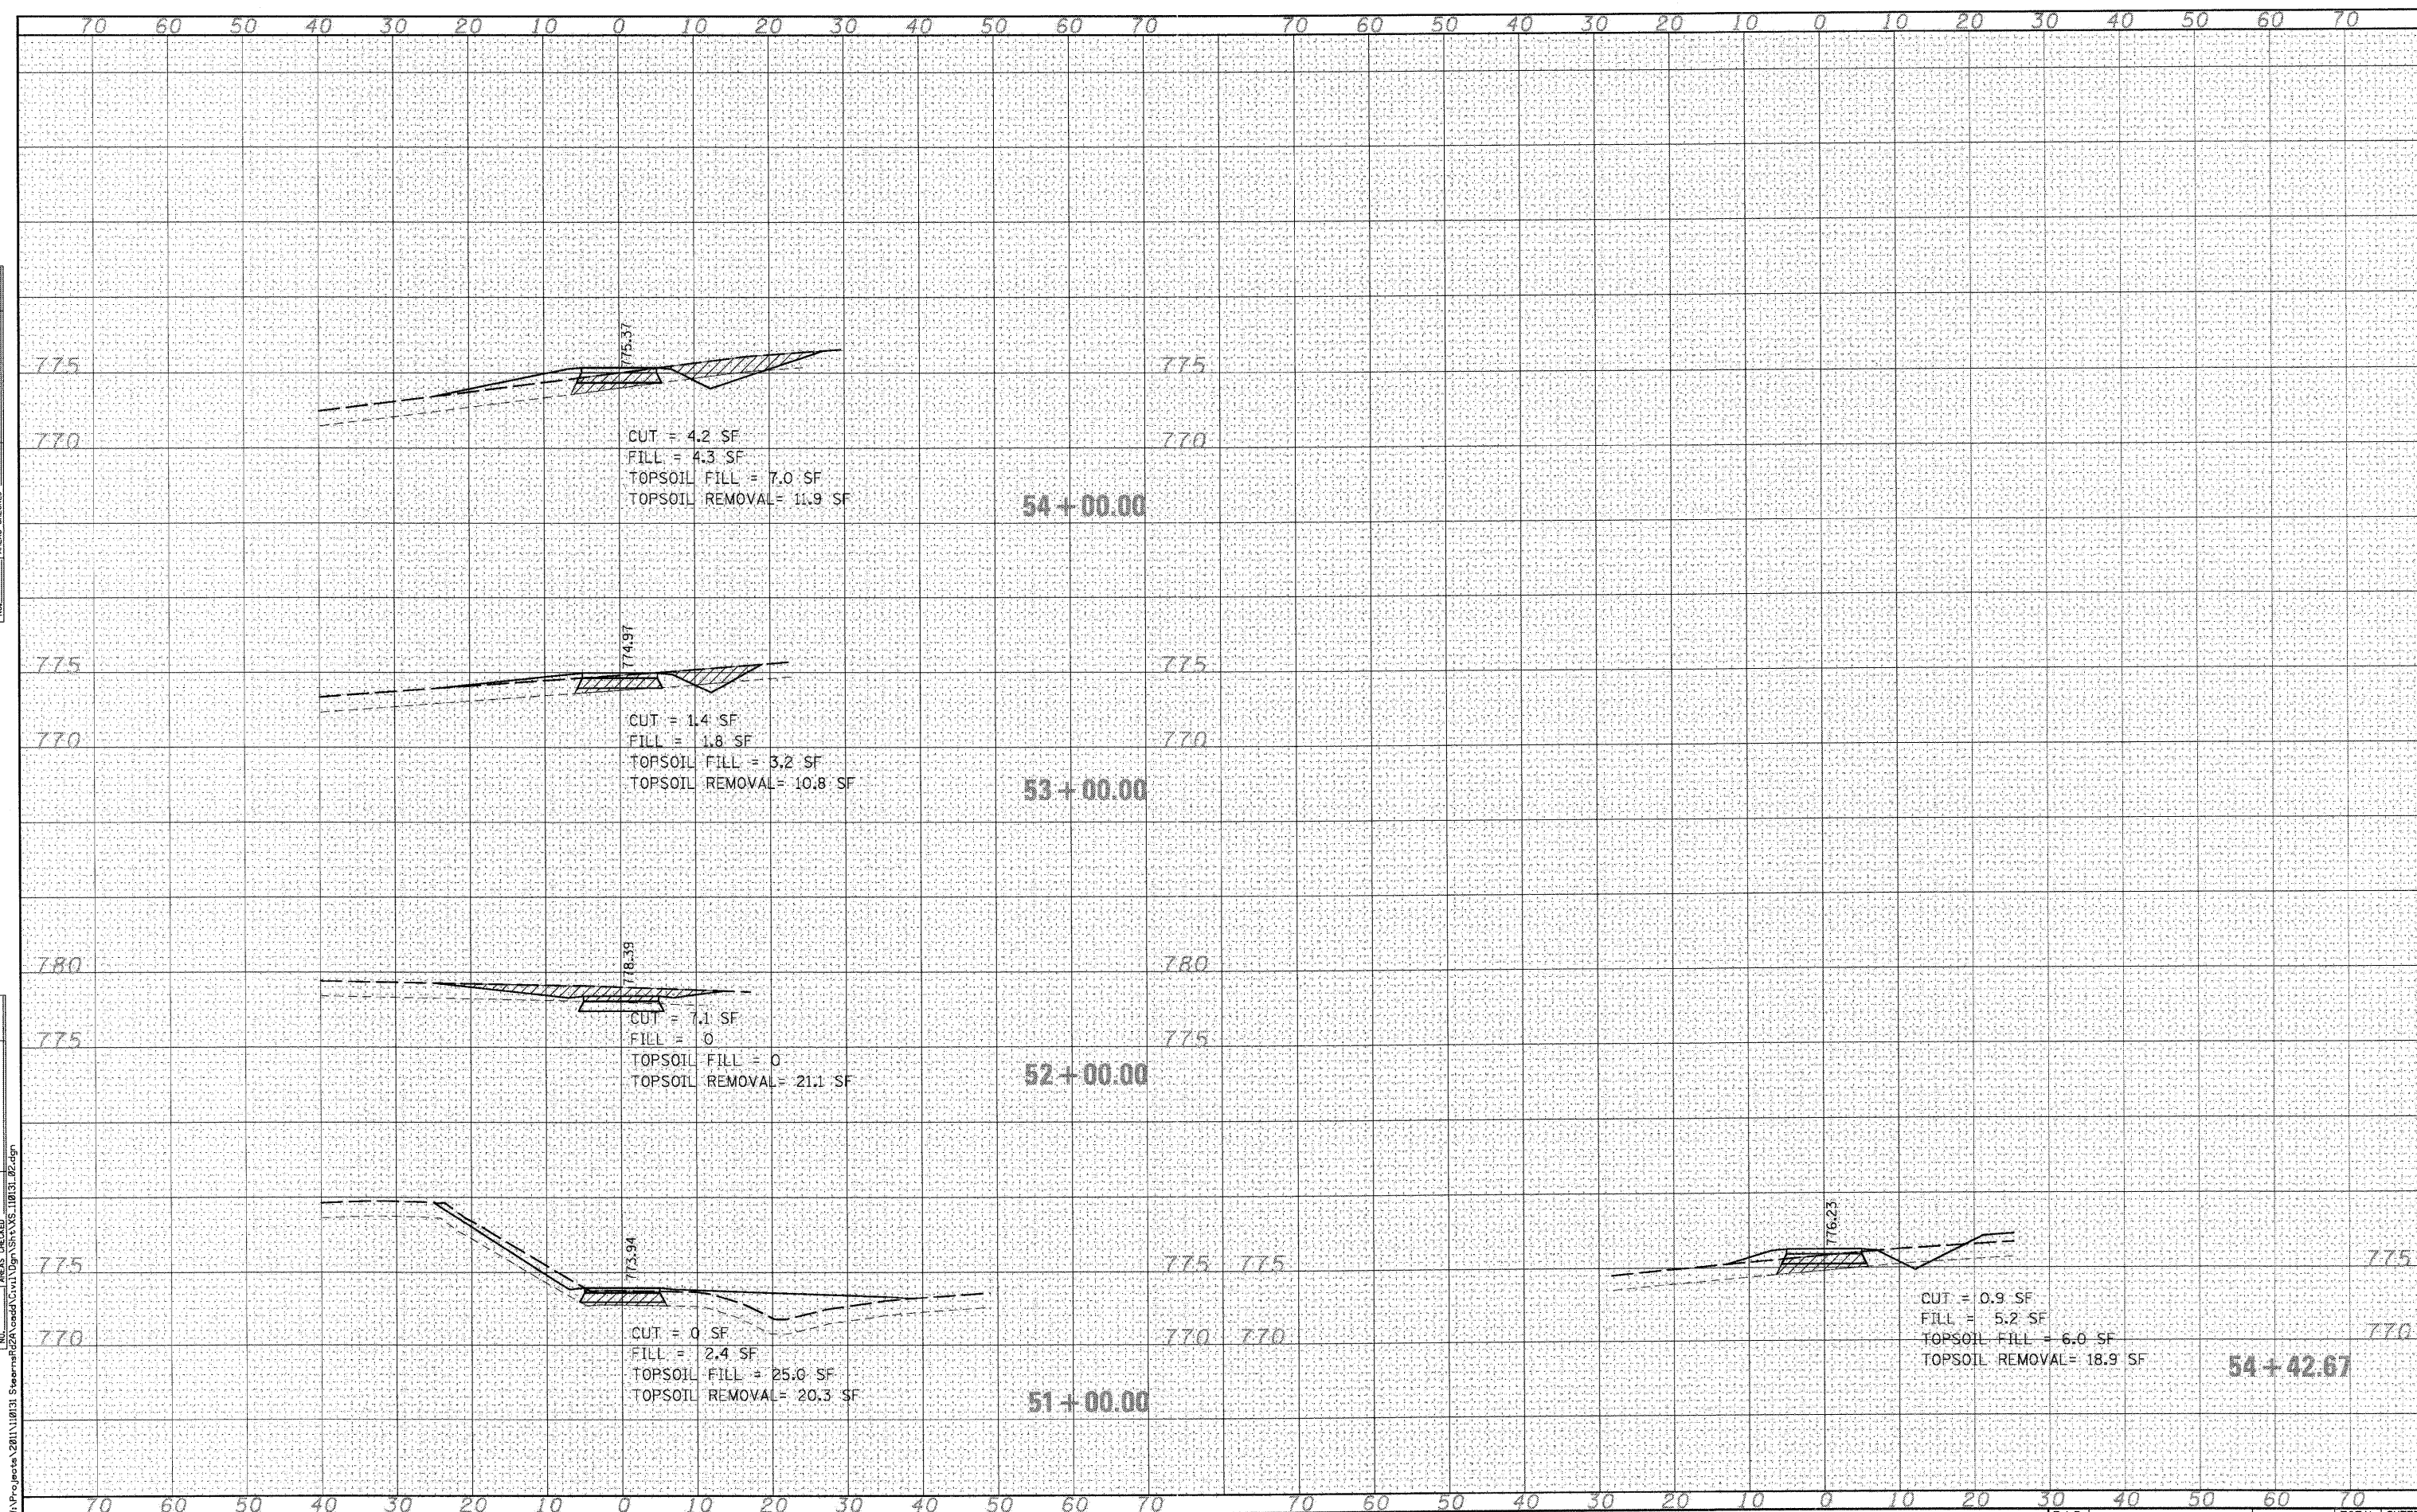 70 60 50 40 30 20 10 0 10 20 30 40 50 60 70 70 60 50 40 30 20 10 0 10 20 30 40 50 60 70
775.37
775 775
770 770
CUT = 4.2 SF
FILL = 4.3 SF
TOPSOIL FILL = 7.0 SF
TOPSOIL REMOVAL= 11.9 SF
54+00.00
774.97
775 775
770 770
CUT = 1.4 SF
FILL = 1.8 SF
TOPSOIL FILL = 3.2 SF
TOPSOIL REMOVAL= 10.8 SF
53+00.00
778.39
780 780
775 775
CUT = 7.1 SF
FILL = 0
TOPSOIL FILL = 0
TOPSOIL REMOVAL= 21.1 SF
52+00.00
773.94
775 775 775 775
770 770 770 770
CUT = 0 SF
FILL = 2.4 SF
TOPSOIL FILL = 25.0 SF
TOPSOIL REMOVAL= 20.3 SF
51+00.00
776.23
CUT = 0.9 SF
FILL = 5.2 SF
TOPSOIL FILL = 6.0 SF
TOPSOIL REMOVAL= 18.9 SF
54+42.67
70 60 50 40 30 20 10 0 10 20 30 40 50 60 70 70 60 50 40 30 20 10 0 10 20 30 40 50 60 70
\Projects\2011\110131 StearnsRd2A\cadd\Civil\Dgn\Sht\XS_110131_02.dgn